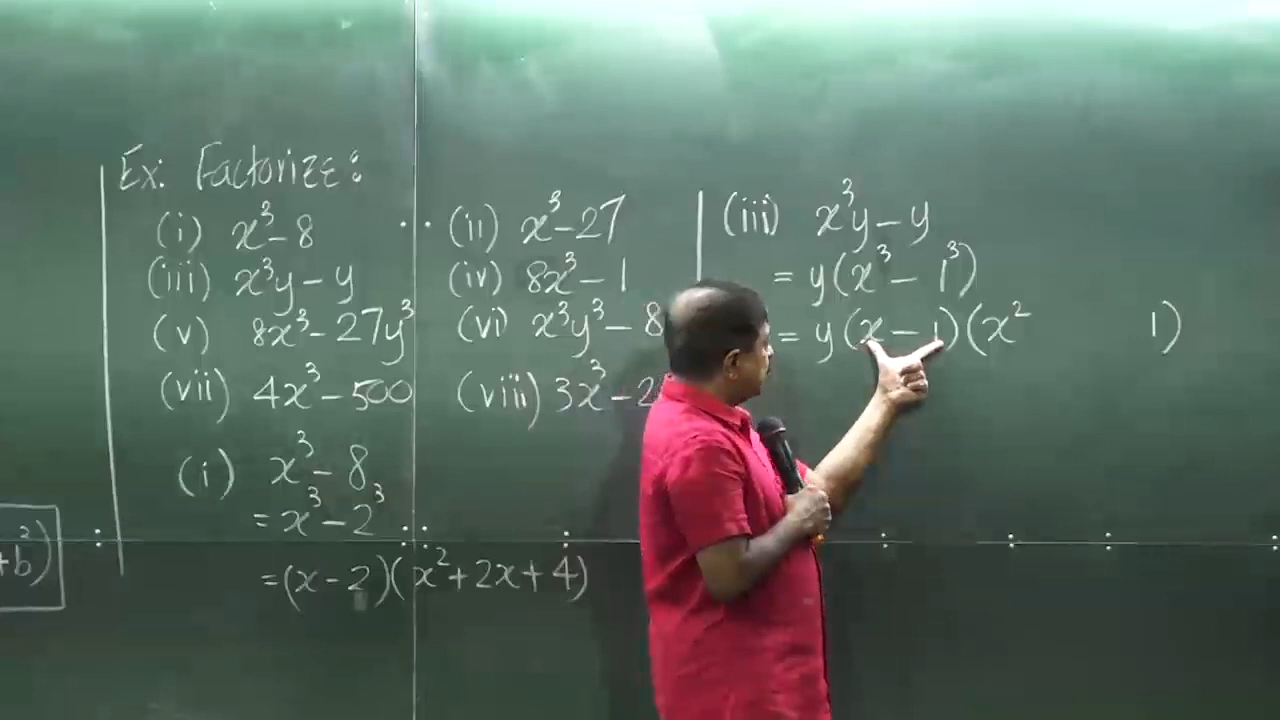 Ex: Factorize:
(i) x³-8
(ii) x³-27
(iii) x³y-y
(iv) 8x³-1
(v) 8x³-27y³
(vi) x³y³-8
(vii) 4x³-500
(viii) 3x³-2
(i) x³-8
=x³-2³
=(x-2)(x²+2x+4)
+b²)
(iii) x³y-y
= y(x³-1³)
= y(x-1)(x² 1)